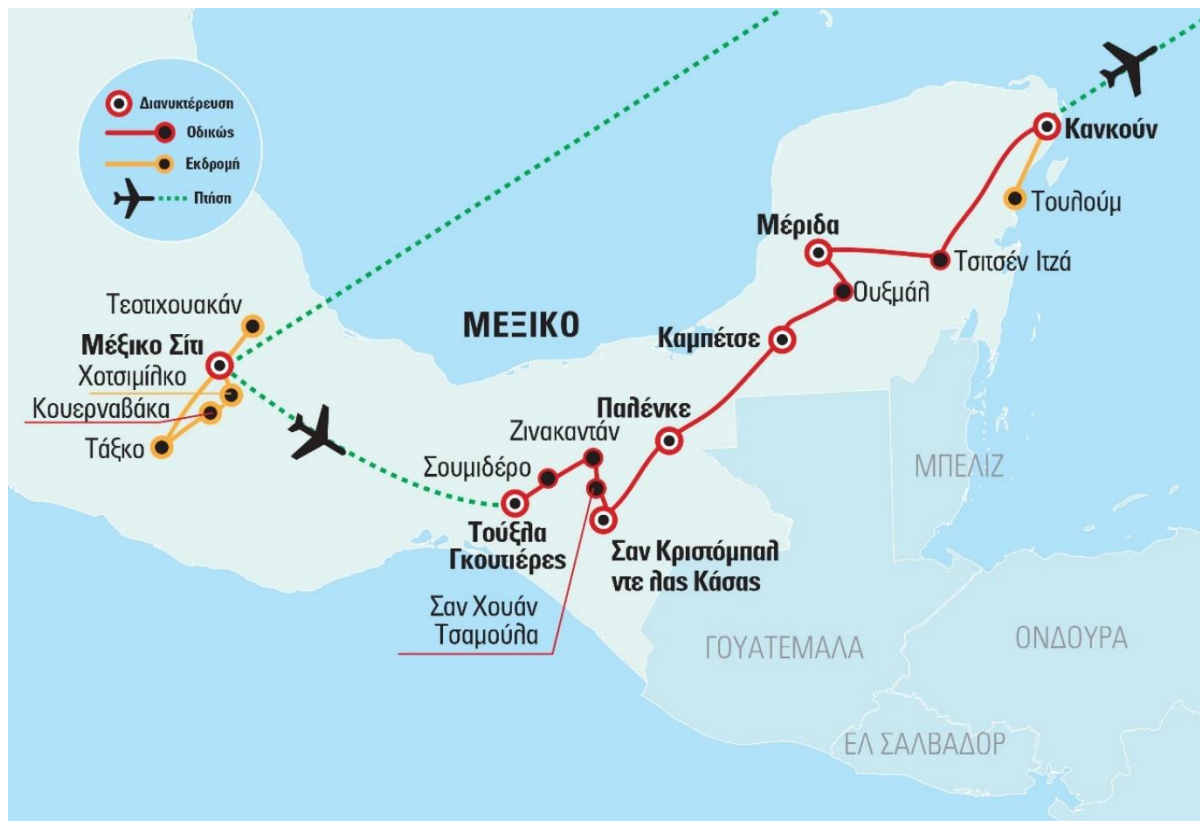 Διανυκτέρευση
Οδικώς
Εκδρομή
Πτήση
Κανκούν
Τουλούμ
Μέριδα
Τσιτσέν Ιτζά
Ουξμάλ
Τεοτιχουακάν
ΜΕΞΙΚΟ
Καμπέτσε
Μέξικο Σίτι
Χοτσιμίλκο
Κουερναβάκα
Τάξκο
Παλένκε
Ζινακαντάν
Σουμιδέρο
ΜΠΕΛΙΖ
Τούξλα
Γκουτιέρες
Σαν Κριστόμπαλ
ντε λας Κάσας
Σαν Χουάν
Τσαμούλα
ΓΟΥΑΤΕΜΑΛΑ
ΟΝΔΟΥΡΑ
ΕΛ ΣΑΛΒΑΔΟΡ